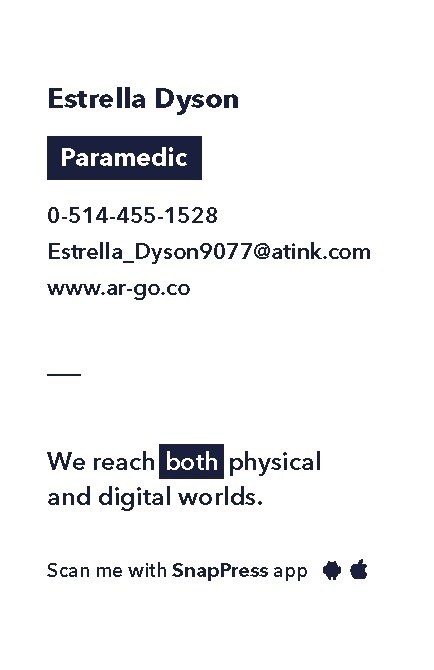 Estrella Dyson
Paramedic
0-514-455-1528
Estrella_Dyson9077@atink.com
www.ar-go.co
We reach both physical
and digital worlds.
Scan me with SnapPress app